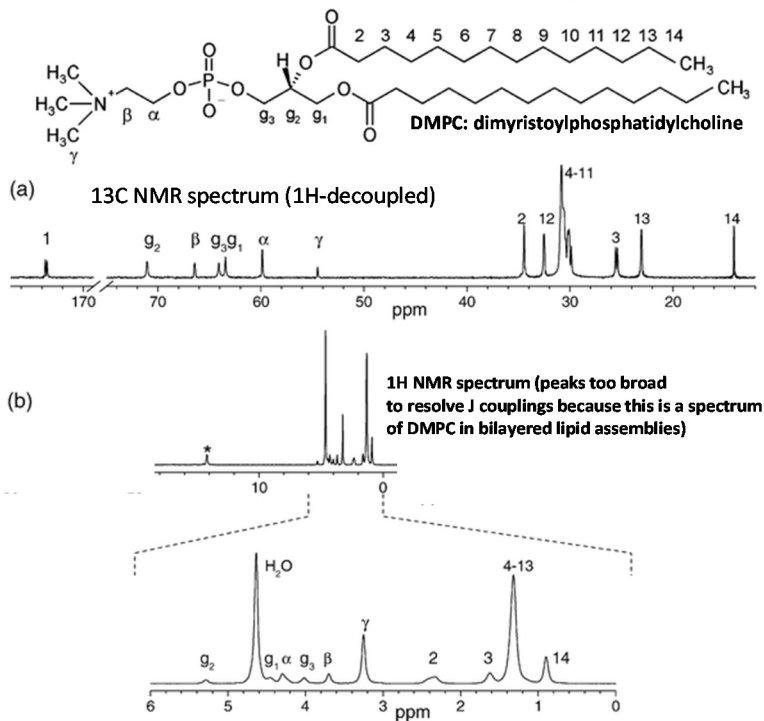 O
2 3 4 5 6 7 8 9 10 11 12 13 14
H
O
CH₃
H₃C
O
O P O
O
CH₃
H₃C N⁺
O⁻
β α
g₃ g₂ g₁
O
H₃C
γ
DMPC: dimyristoylphosphatidylcholine
(a)
13C NMR spectrum (1H-decoupled)
4-11
1 g₂ β g₃g₁ α γ 2 12 3 13 14
170 70 60 50 40 30 20
ppm
(b)
1H NMR spectrum (peaks too broad
to resolve J couplings because this is a spectrum
of DMPC in bilayered lipid assemblies)
*
10 0
H₂O
4-13
γ
g₂ g₁ α g₃ β 2 3 14
6 5 4 3 2 1 0
ppm